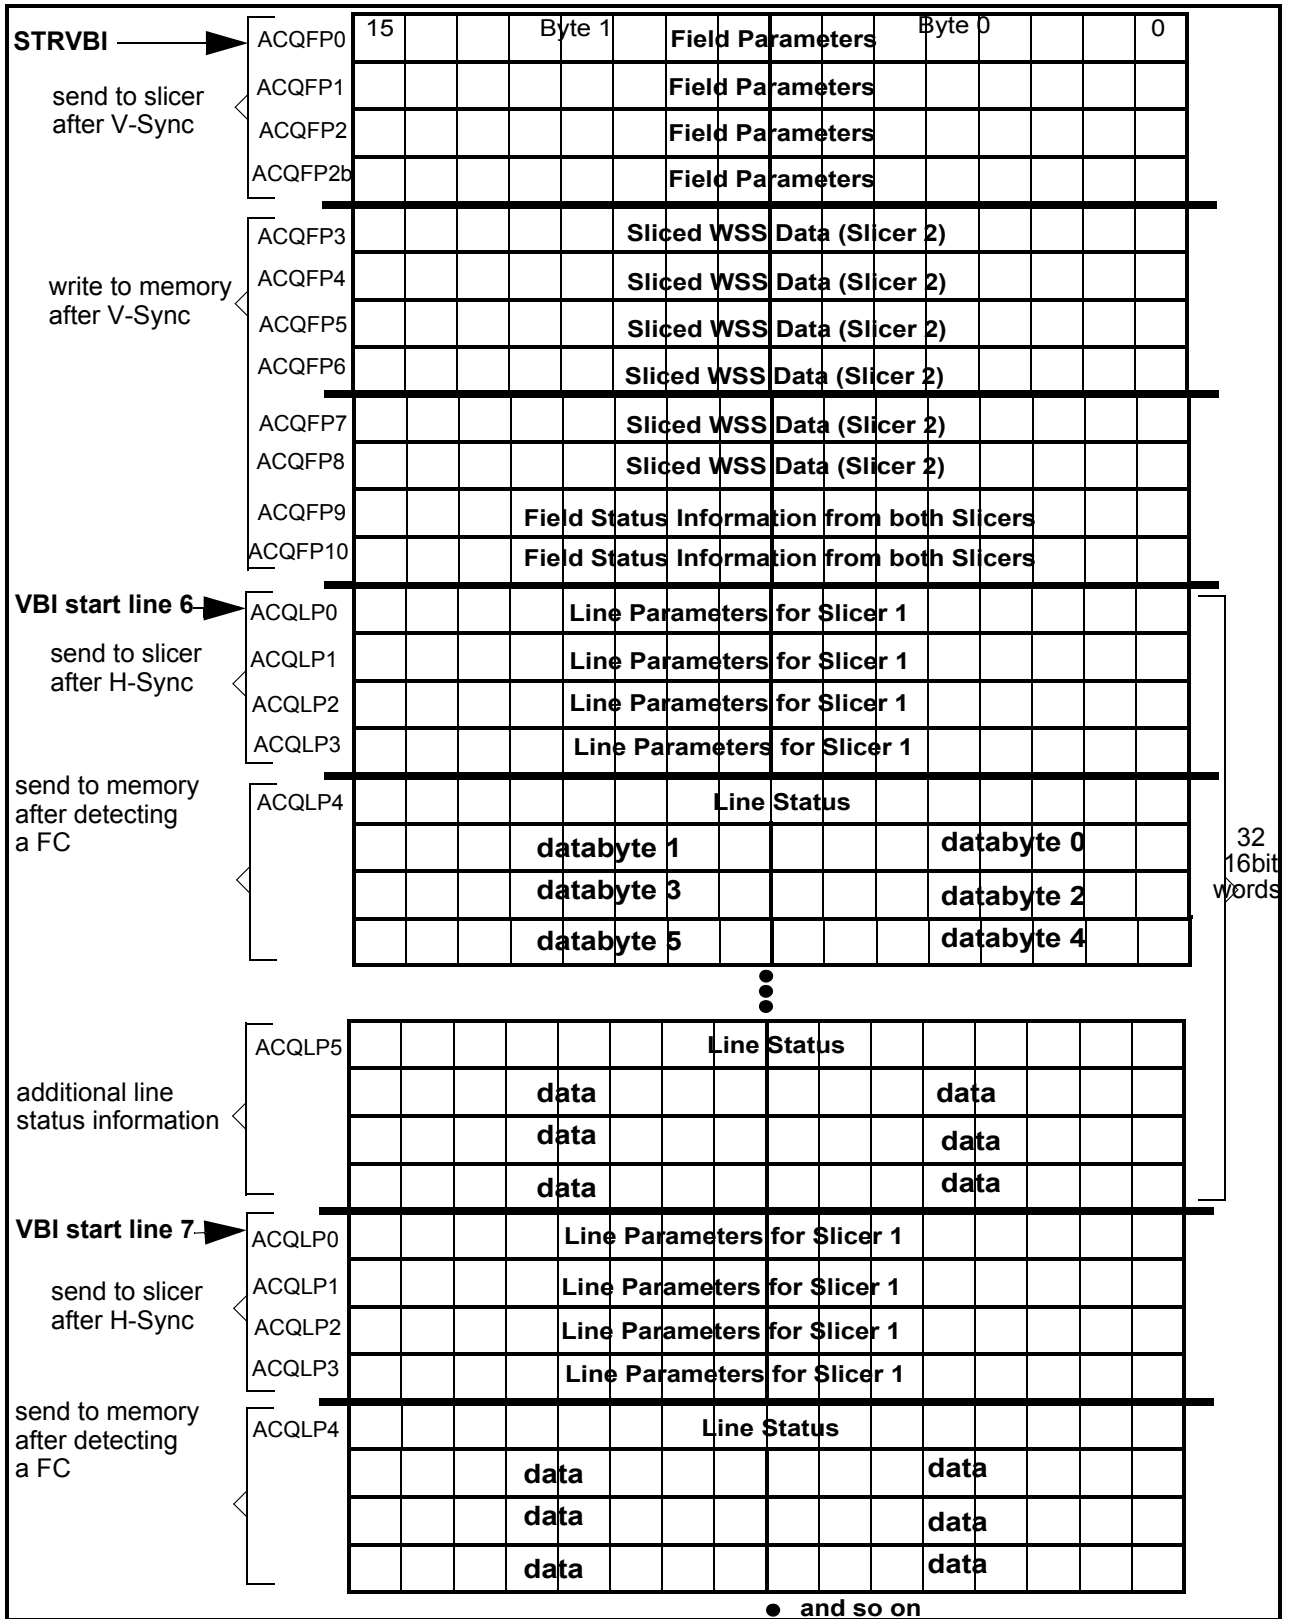 15 Byte 1 Byte 0 0
STRVBI ACQFP0 Field Parameters
send to slicer
after V-Sync
ACQFP1 Field Parameters
ACQFP2 Field Parameters
ACQFP2b Field Parameters
write to memory
after V-Sync
ACQFP3 Sliced WSS Data (Slicer 2)
ACQFP4 Sliced WSS Data (Slicer 2)
ACQFP5 Sliced WSS Data (Slicer 2)
ACQFP6 Sliced WSS Data (Slicer 2)
ACQFP7 Sliced WSS Data (Slicer 2)
ACQFP8 Sliced WSS Data (Slicer 2)
ACQFP9 Field Status Information from both Slicers
ACQFP10 Field Status Information from both Slicers
VBI start line 6 ACQLP0 Line Parameters for Slicer 1
send to slicer
after H-Sync
ACQLP1 Line Parameters for Slicer 1
ACQLP2 Line Parameters for Slicer 1
ACQLP3 Line Parameters for Slicer 1
send to memory
after detecting
a FC
ACQLP4 Line Status
databyte 1 databyte 0
databyte 3 databyte 2
databyte 5 databyte 4
32
16bit
words
ACQLP5 Line Status
additional line
status information
data data
data data
data data
VBI start line 7 ACQLP0 Line Parameters for Slicer 1
send to slicer
after H-Sync
ACQLP1 Line Parameters for Slicer 1
ACQLP2 Line Parameters for Slicer 1
ACQLP3 Line Parameters for Slicer 1
send to memory
after detecting
a FC
ACQLP4 Line Status
data data
data data
data data
and so on